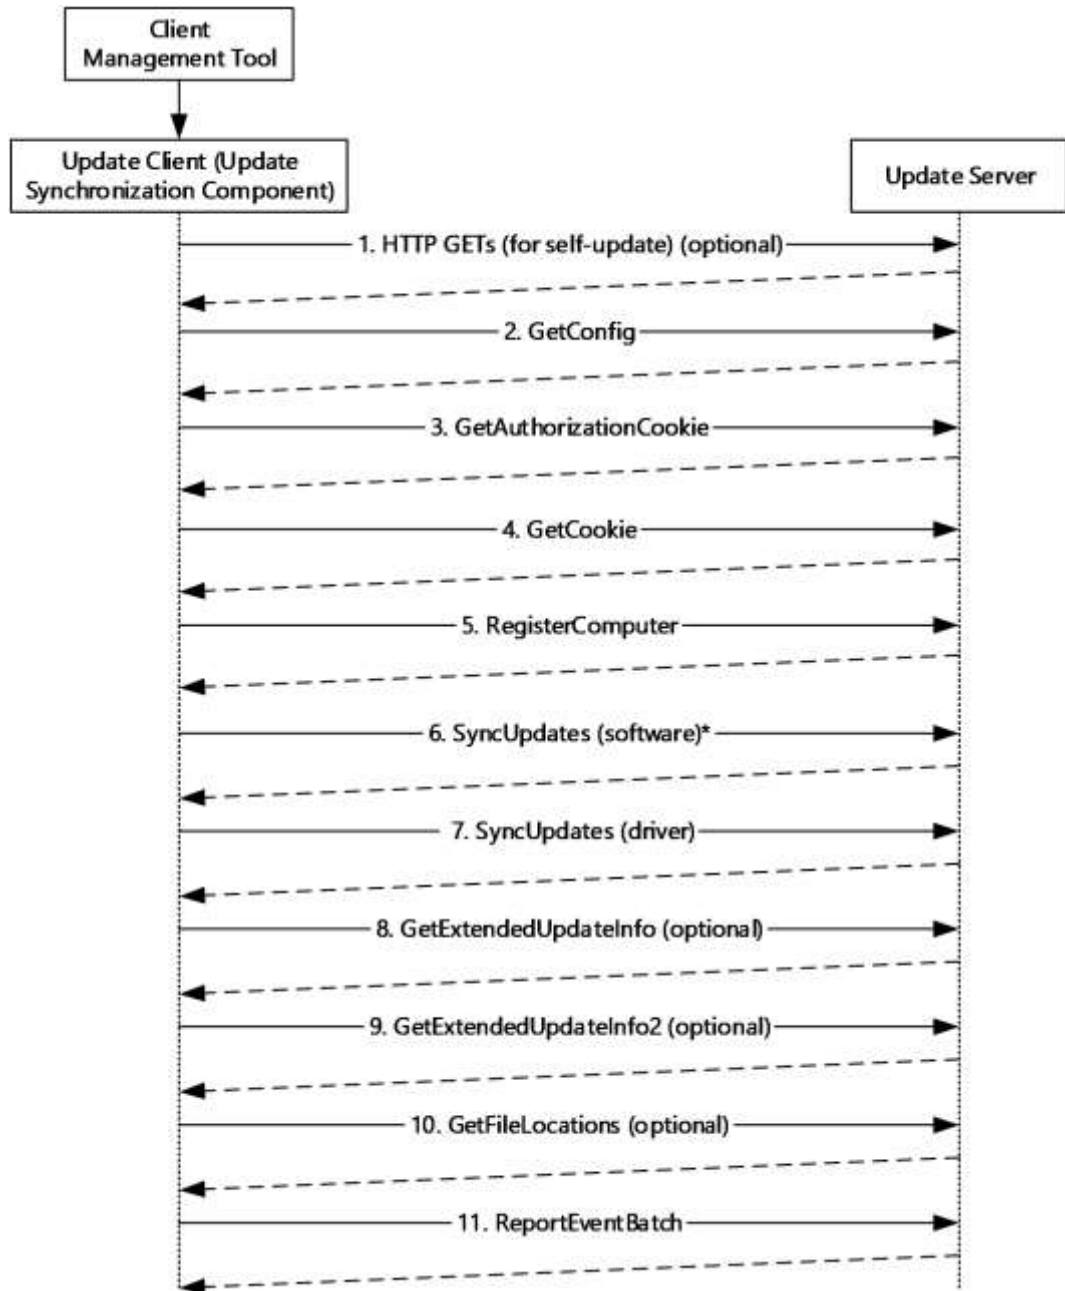 Client
Management Tool
Update Client (Update
Synchronization Component)
Update Server
1. HTTP GETs (for self-update) (optional)
2. GetConfig
3. GetAuthorizationCookie
4. GetCookie
5. RegisterComputer
6. SyncUpdates (software)*
7. SyncUpdates (driver)
8. GetExtendedUpdateInfo (optional)
9. GetExtendedUpdateInfo2 (optional)
10. GetFileLocations (optional)
11. ReportEventBatch